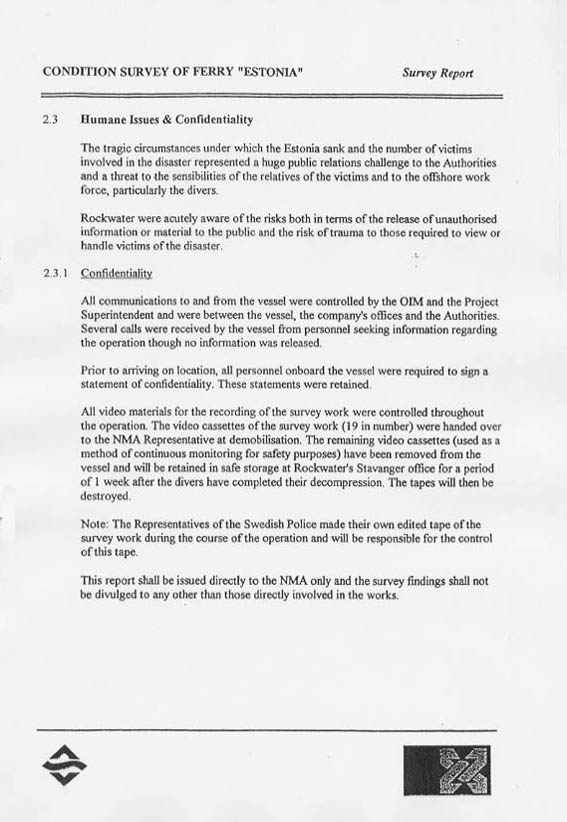 CONDITION SURVEY OF FERRY "ESTONIA" Survey Report
2.3 Humane Issues & Confidentiality
The tragic circumstances under which the Estonia sank and the number of victims
involved in the disaster represented a huge public relations challenge to the Authorities
and a threat to the sensibilities of the relatives of the victims and to the offshore work
force, particularly the divers.
Rockwater were acutely aware of the risks both in terms of the release of unauthorised
information or material to the public and the risk of trauma to those required to view or
handle victims of the disaster.
2.3.1 Confidentiality
All communications to and from the vessel were controlled by the OIM and the Project
Superintendent and were between the vessel, the company's offices and the Authorities.
Several calls were received by the vessel from personnel seeking information regarding
the operation though no information was released.
Prior to arriving on location, all personnel onboard the vessel were required to sign a
statement of confidentiality. These statements were retained.
All video materials for the recording of the survey work were controlled throughout
the operation. The video cassettes of the survey work (19 in number) were handed over
to the NMA Representative at demobilisation. The remaining video cassettes (used as a
method of continuous monitoring for safety purposes) have been removed from the
vessel and will be retained in safe storage at Rockwater's Stavanger office for a period
of 1 week after the divers have completed their decompression. The tapes will then be
destroyed.
Note: The Representatives of the Swedish Police made their own edited tape of the
survey work during the course of the operation and will be responsible for the control
of this tape.
This report shall be issued directly to the NMA only and the survey findings shall not
be divulged to any other than those directly involved in the works.